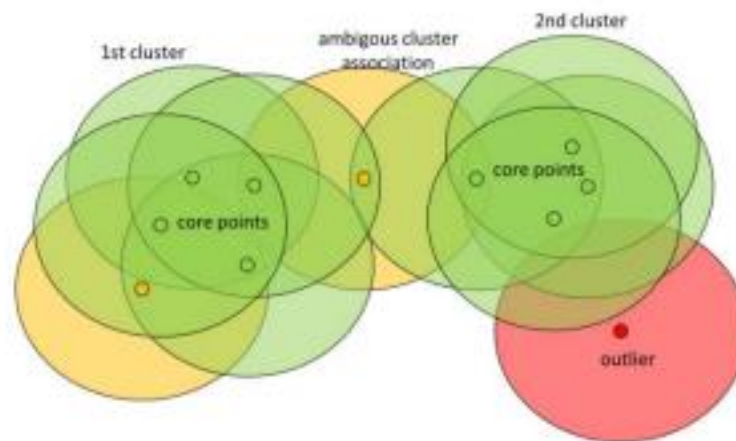 1st cluster
ambigous cluster
association
2nd cluster
core points
core points
outlier